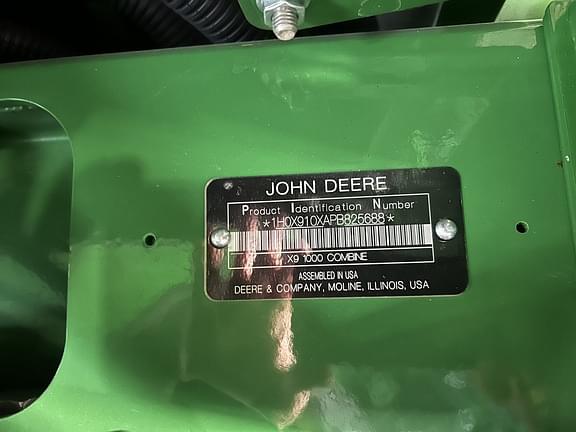 JOHN DEERE
Product Identification Number
*1H0X910XAPB825688*
X9 1000 COMBINE
ASSEMBLED IN USA
DEERE & COMPANY, MOLINE, ILLINOIS, USA